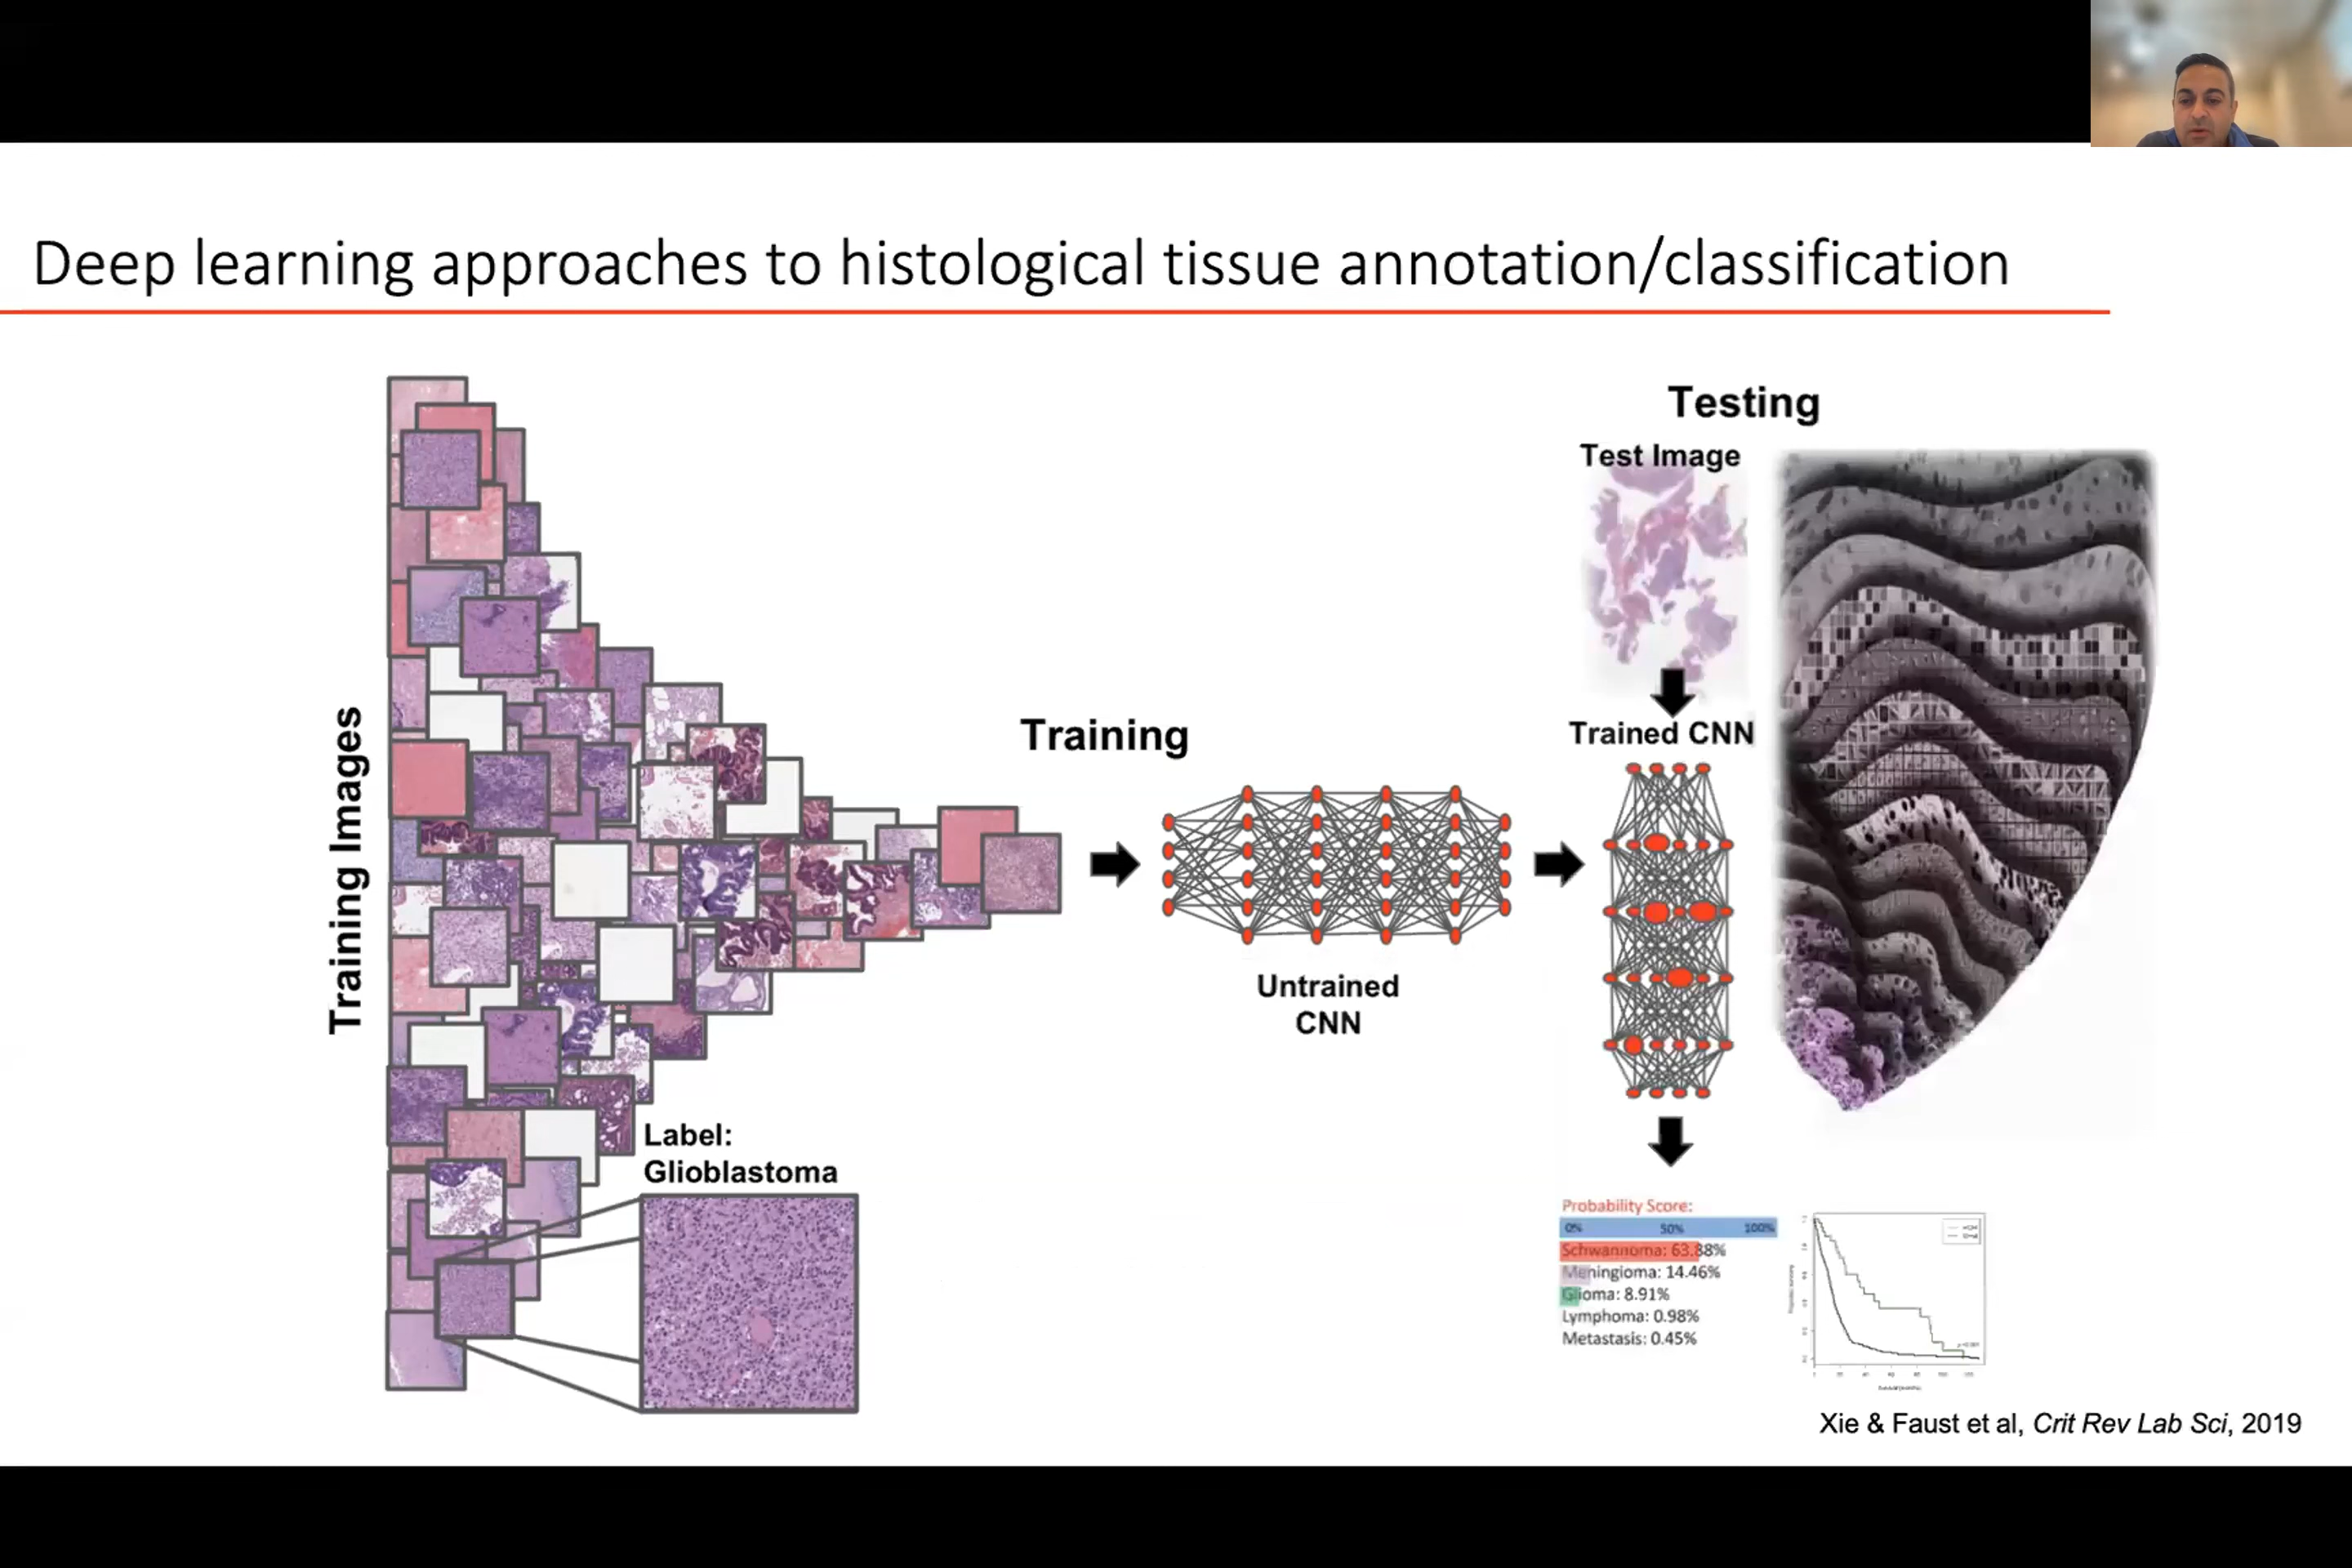 Deep learning approaches to histological tissue annotation/classification
Training Images
Label:
Glioblastoma
Training
Untrained
CNN
Testing
Test Image
Trained CNN
Probability Score:
0% 50% 100%
Schwannoma: 63.88%
Meningioma: 14.46%
Glioma: 8.91%
Lymphoma: 0.98%
Metastasis: 0.45%
Xie & Faust et al, Crit Rev Lab Sci, 2019